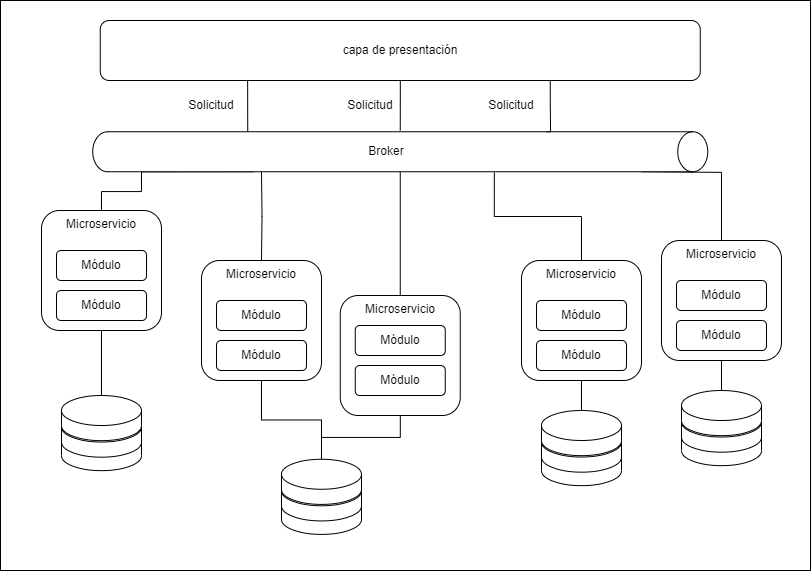 capa de presentación
Solicitud
Solicitud
Solicitud
Broker
Microservicio
Módulo
Módulo
Microservicio
Módulo
Módulo
Microservicio
Módulo
Módulo
Microservicio
Módulo
Módulo
Microservicio
Módulo
Módulo